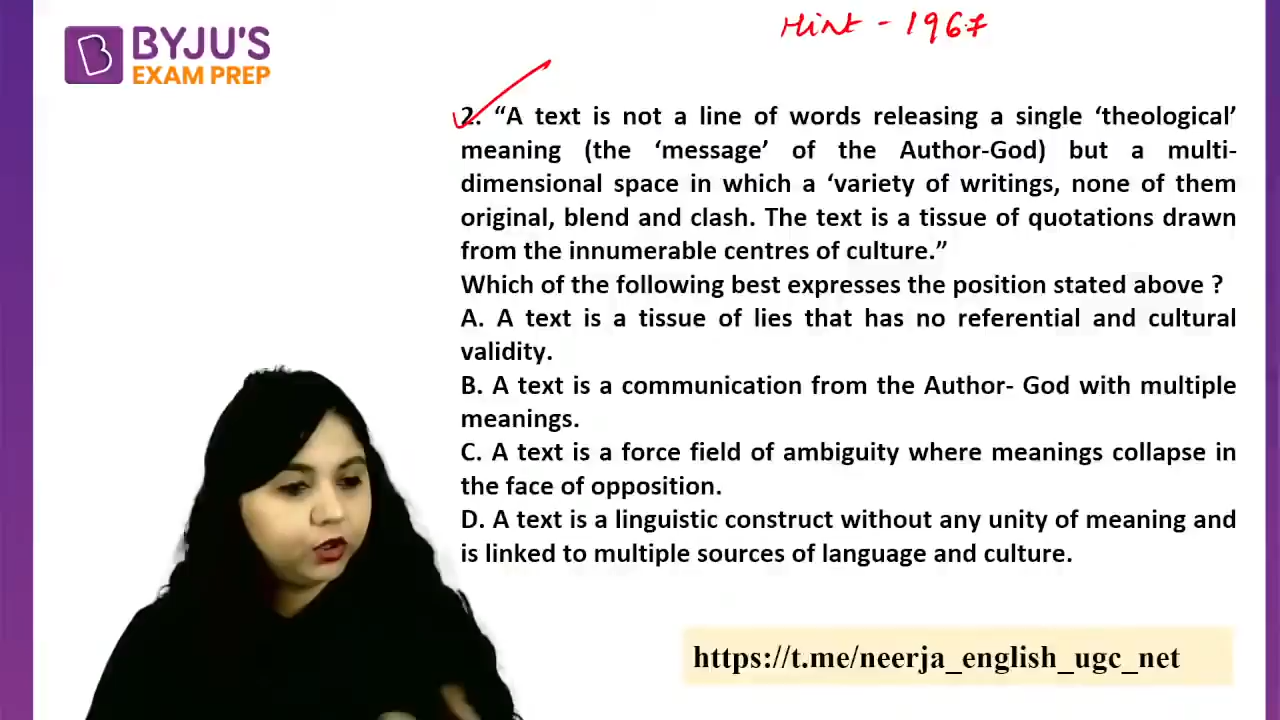 Hint - 1967
BYJU'S
EXAM PREP
2. “A text is not a line of words releasing a single ‘theological’
meaning (the ‘message’ of the Author-God) but a multi-
dimensional space in which a ‘variety of writings, none of them
original, blend and clash. The text is a tissue of quotations drawn
from the innumerable centres of culture.”
Which of the following best expresses the position stated above ?
A. A text is a tissue of lies that has no referential and cultural
validity.
B. A text is a communication from the Author- God with multiple
meanings.
C. A text is a force field of ambiguity where meanings collapse in
the face of opposition.
D. A text is a linguistic construct without any unity of meaning and
is linked to multiple sources of language and culture.
https://t.me/neerja_english_ugc_net